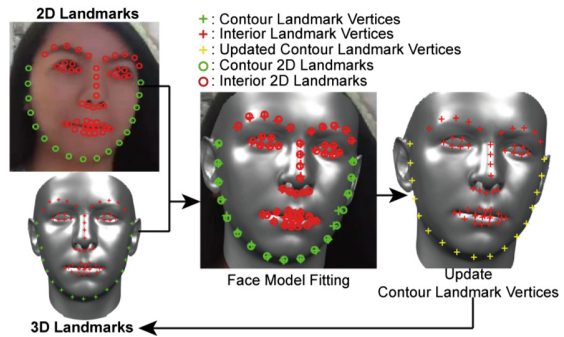 2D Landmarks
+ : Contour Landmark Vertices
+ : Interior Landmark Vertices
+ : Updated Contour Landmark Vertices
O : Contour 2D Landmarks
O : Interior 2D Landmarks
Face Model Fitting
Update
Contour Landmark Vertices
3D Landmarks